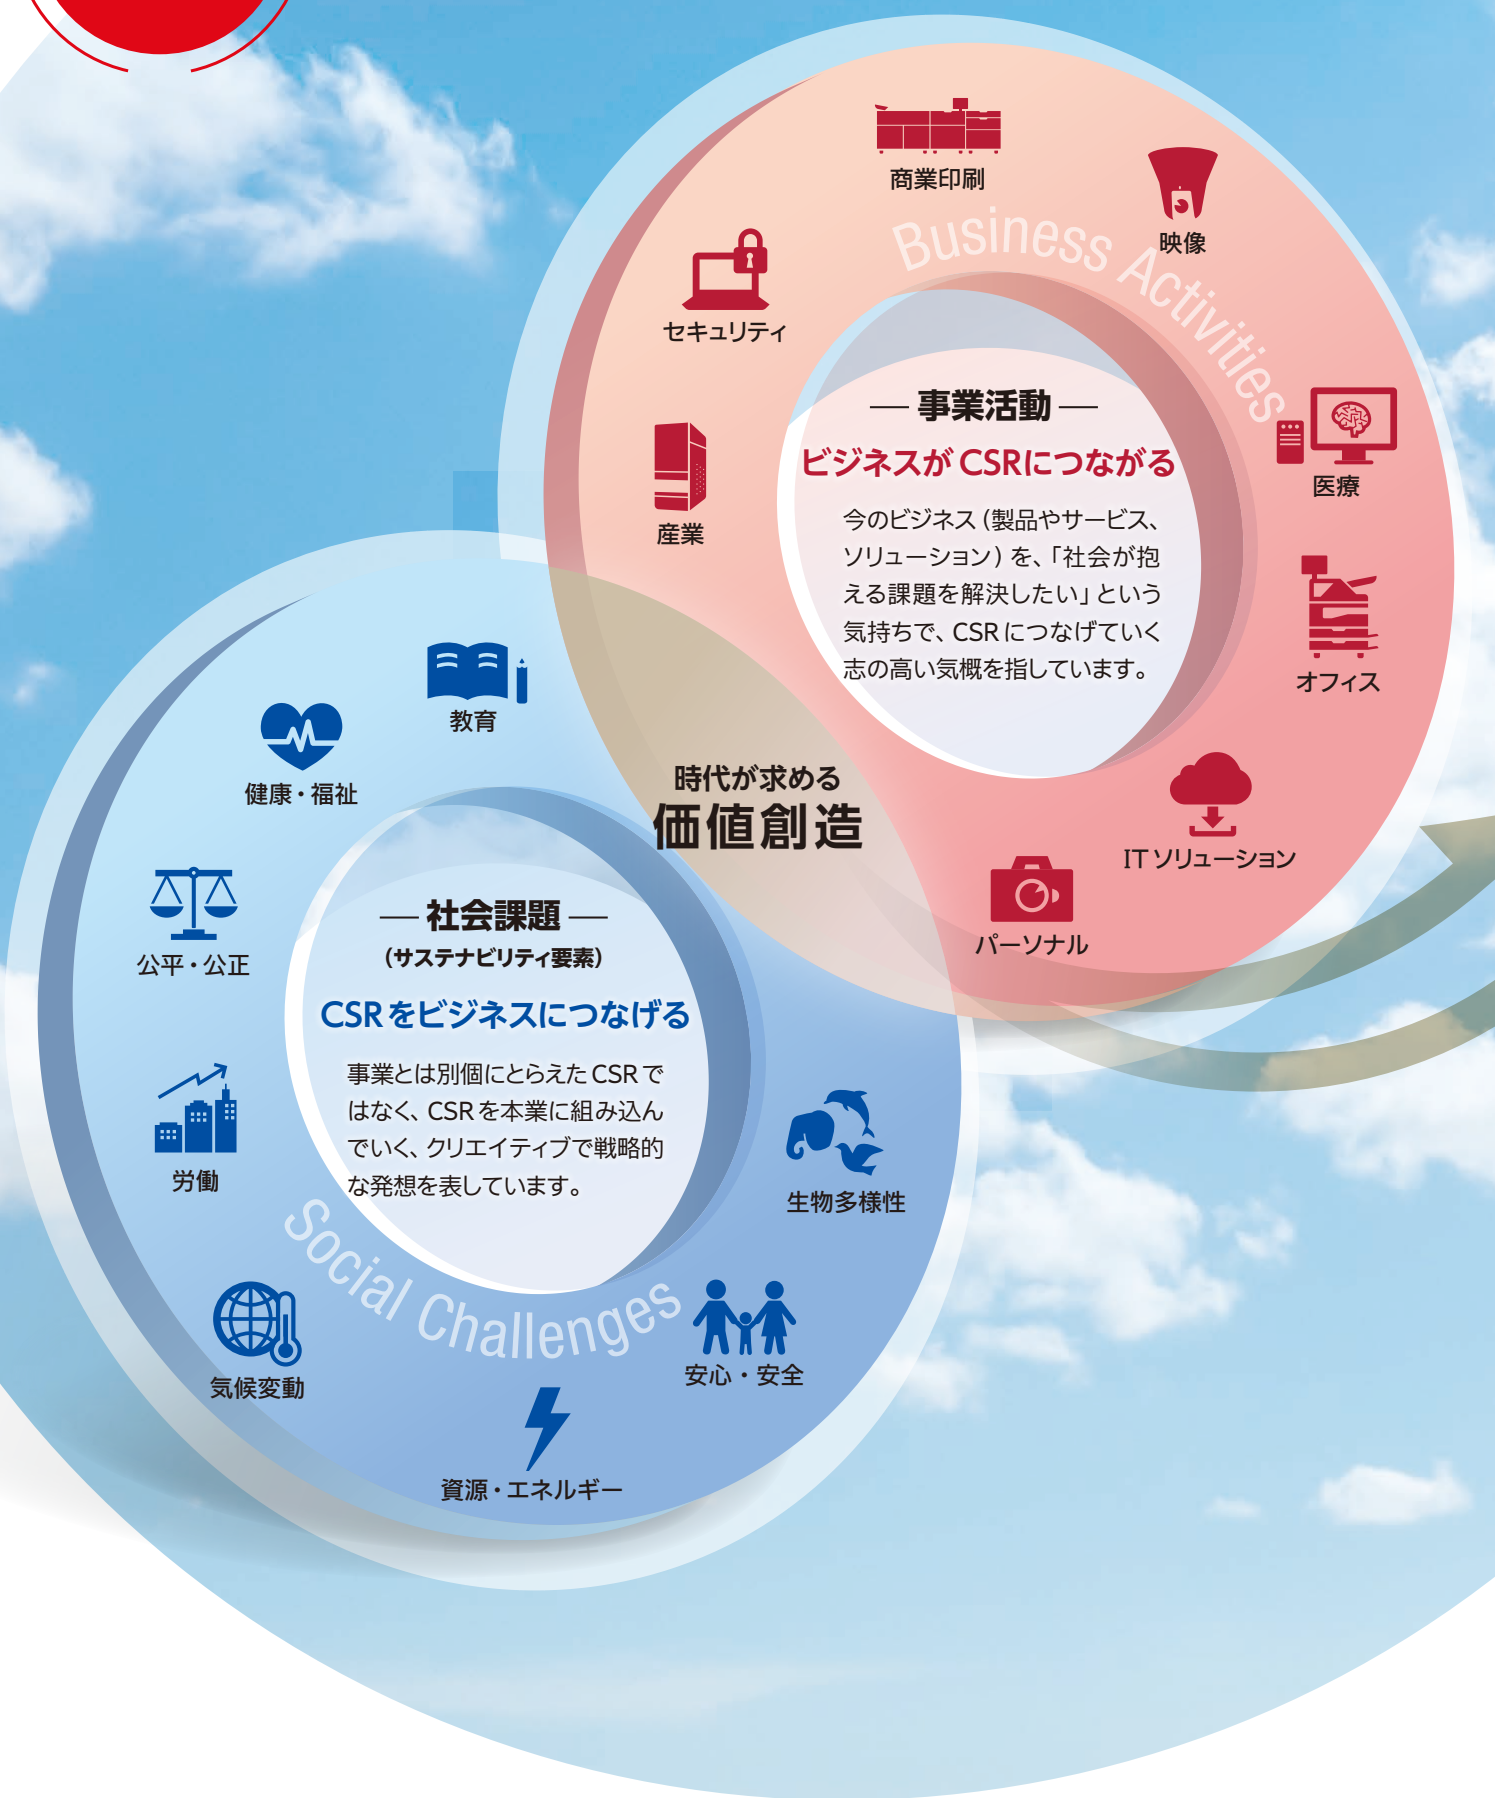 商業印刷
映像
Business Activities
セキュリティ
医療
産業
オフィス
ITソリューション
パーソナル
事業活動
ビジネスがCSRにつながる
今のビジネス(製品やサービス、
ソリューション)を、「社会が抱
える課題を解決したい」という
気持ちで、CSRにつなげていく
志の高い気概を指しています。
時代が求める
価値創造
教育
健康・福祉
公平・公正
労働
気候変動
資源・エネルギー
安心・安全
生物多様性
社会課題
(サステナビリティ要素)
CSRをビジネスにつなげる
事業とは別個にとらえたCSRで
はなく、CSRを本業に組み込ん
でいく、クリエイティブで戦略的
な発想を表しています。
Social Challenges